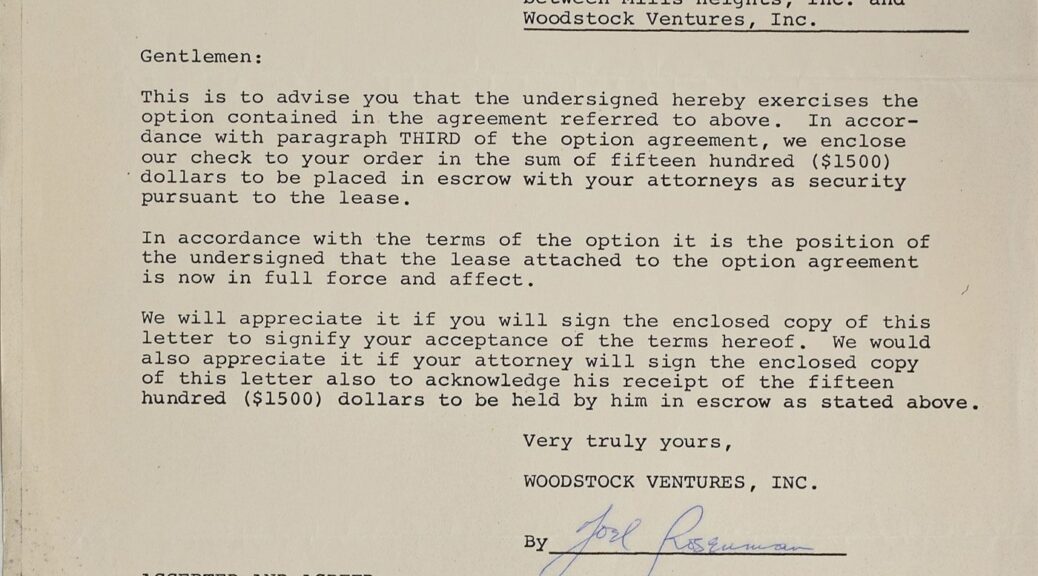 between Mills Heights, Inc. and
Woodstock Ventures, Inc.
Gentlemen:
This is to advise you that the undersigned hereby exercises the
option contained in the agreement referred to above.  In accor-
dance with paragraph THIRD of the option agreement, we enclose
our check to your order in the sum of fifteen hundred ($1500)
dollars to be placed in escrow with your attorneys as security
pursuant to the lease.
In accordance with the terms of the option it is the position of
the undersigned that the lease attached to the option agreement
is now in full force and affect.
We will appreciate it if you will sign the enclosed copy of this
letter to signify your acceptance of the terms hereof.  We would
also appreciate it if your attorney will sign the enclosed copy
of this letter also to acknowledge his receipt of the fifteen
hundred ($1500) dollars to be held by him in escrow as stated above.
Very truly yours,
WOODSTOCK VENTURES, INC.
By Joel Rosenman
ACCEPTED AND AGREED